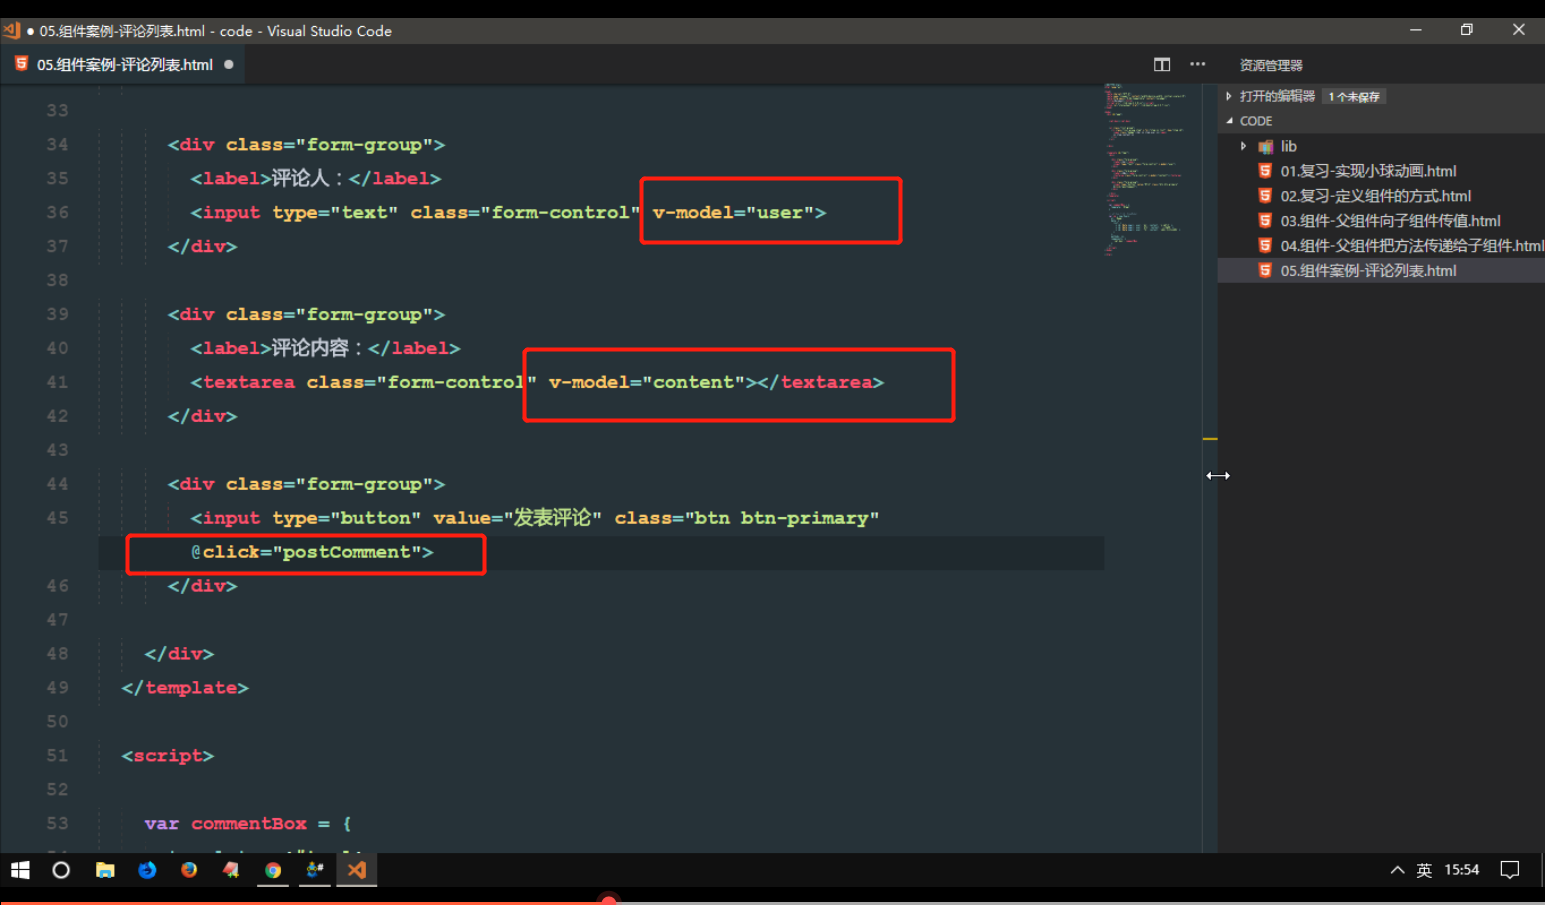 05.组件案例-评论列表.html - code - Visual Studio Code
05.组件案例-评论列表.html
资源管理器
打开的编辑器 1 个未保存
CODE
lib
01.复习-实现小球动画.html
02.复习-定义组件的方式.html
03.组件-父组件向子组件传值.html
04.组件-父组件把方法传递给子组件.html
05.组件案例-评论列表.html
33
34 <div class="form-group">
35 <label>评论人：</label>
36 <input type="text" class="form-control" v-model="user">
37 </div>
38
39 <div class="form-group">
40 <label>评论内容：</label>
41 <textarea class="form-control" v-model="content"></textarea>
42 </div>
43
44 <div class="form-group">
45 <input type="button" value="发表评论" class="btn btn-primary"
@click="postComment">
46 </div>
47
48 </div>
49 </template>
50
51 <script>
52
53 var commentBox = {
英 15:54